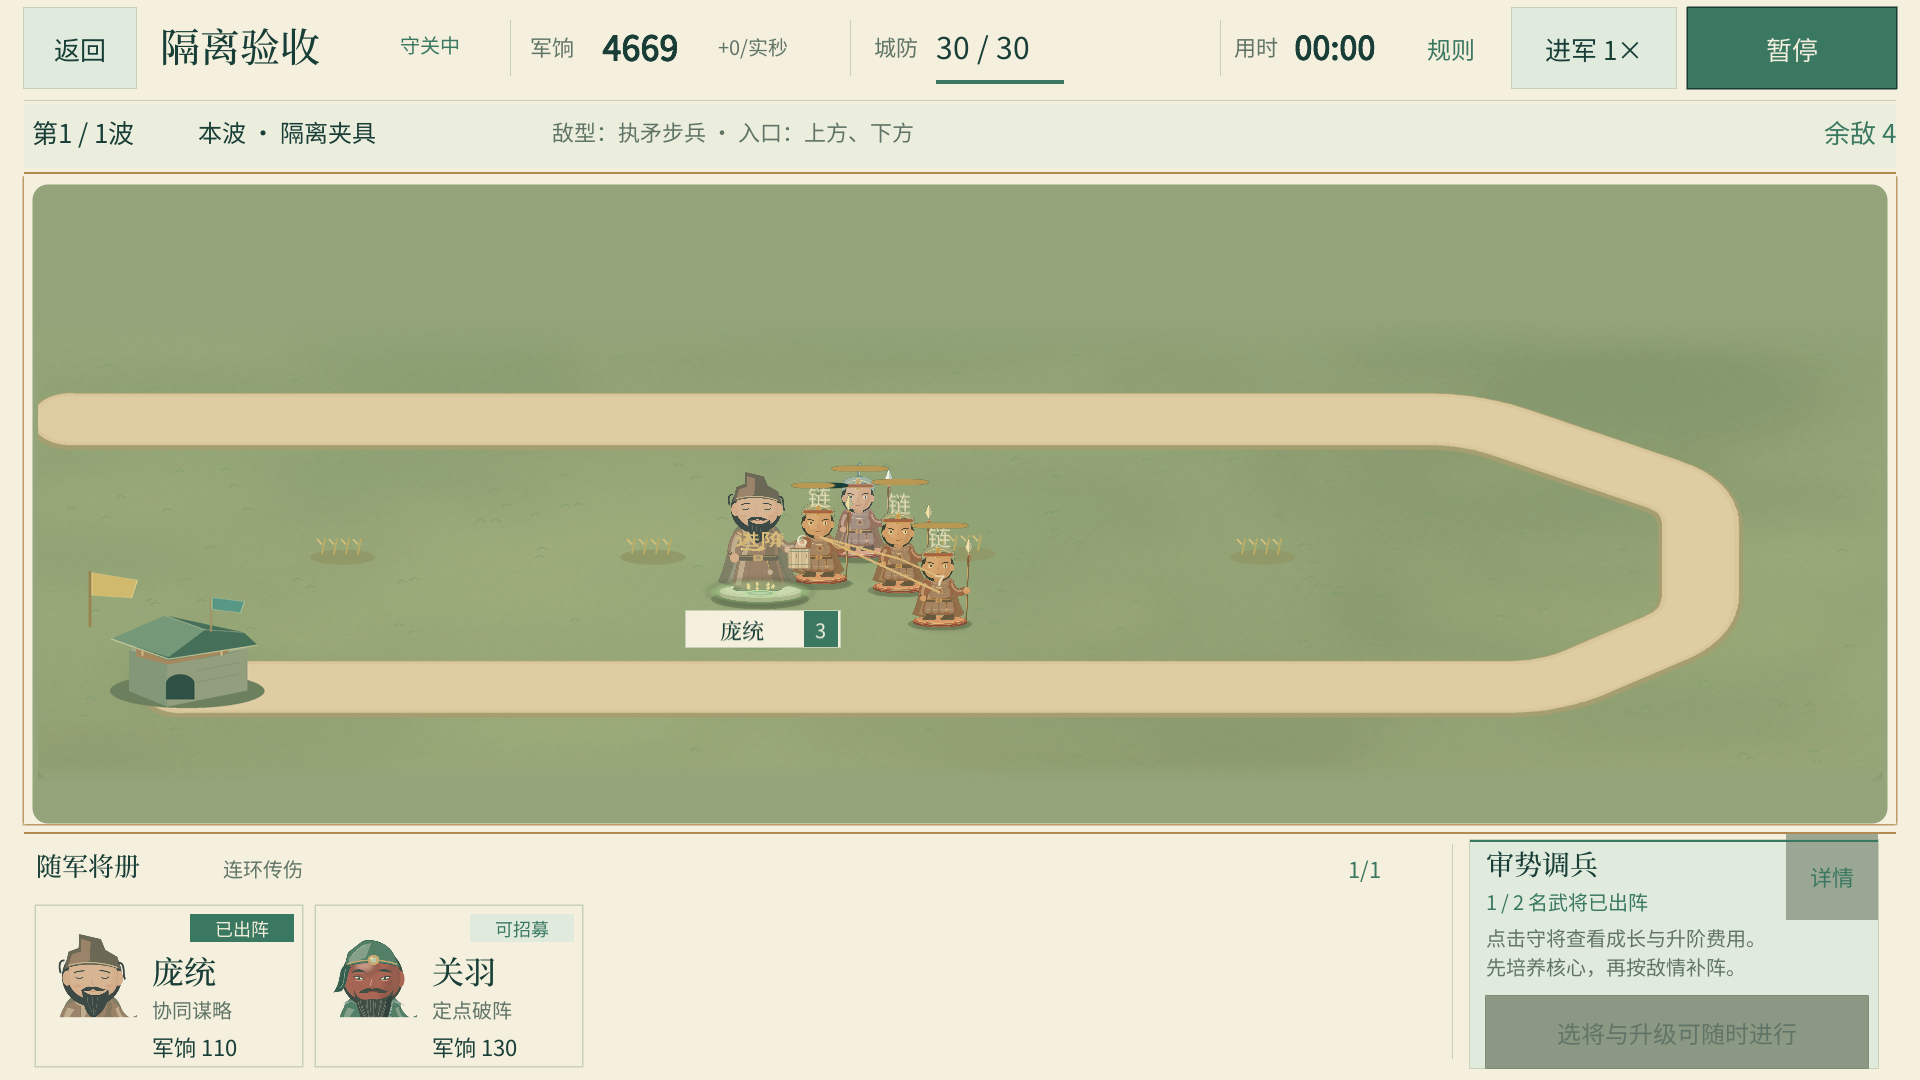 返回
隔离验收
守关中
军饷 4669 +0/实秒
城防 30 / 30
用时 00:00
规则
进军 1×
暂停
第1 / 1波
本波 · 隔离夹具
敌型：执矛步兵 · 入口：上方、下方
余敌 4
链
链
链
进阶
6
7
庞统 3
随军将册
连环传伤
1/1
已出阵
庞统
协同谋略
军饷 110
可招募
关羽
定点破阵
军饷 130
审势调兵
详情
1 / 2 名武将已出阵
点击守将查看成长与升阶费用。
先培养核心，再按敌情补阵。
选将与升级可随时进行